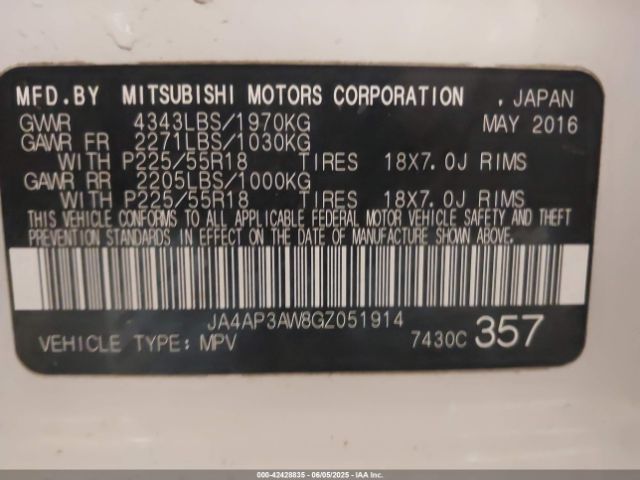 MFD.BY MITSUBISHI MOTORS CORPORATION , JAPAN
GVWR 4343LBS/1970KG MAY 2016
GAWR FR 2271LBS/1030KG
WITH P225/55R18 TIRES 18X7.0J RIMS
GAWR RR 2205LBS/1000KG
WITH P225/55R18 TIRES 18X7.0J RIMS
THIS VEHICLE CONFORMS TO ALL APPLICABLE FEDERAL MOTOR VEHICLE SAFETY AND THEFT
PREVENTION STANDARDS IN EFFECT ON THE DATE OF MANUFACTURE SHOWN ABOVE.
JA4AP3AW8GZ051914
VEHICLE TYPE: MPV 7430C 357
000-42428835 - 06/05/2025 - IAAI.COM